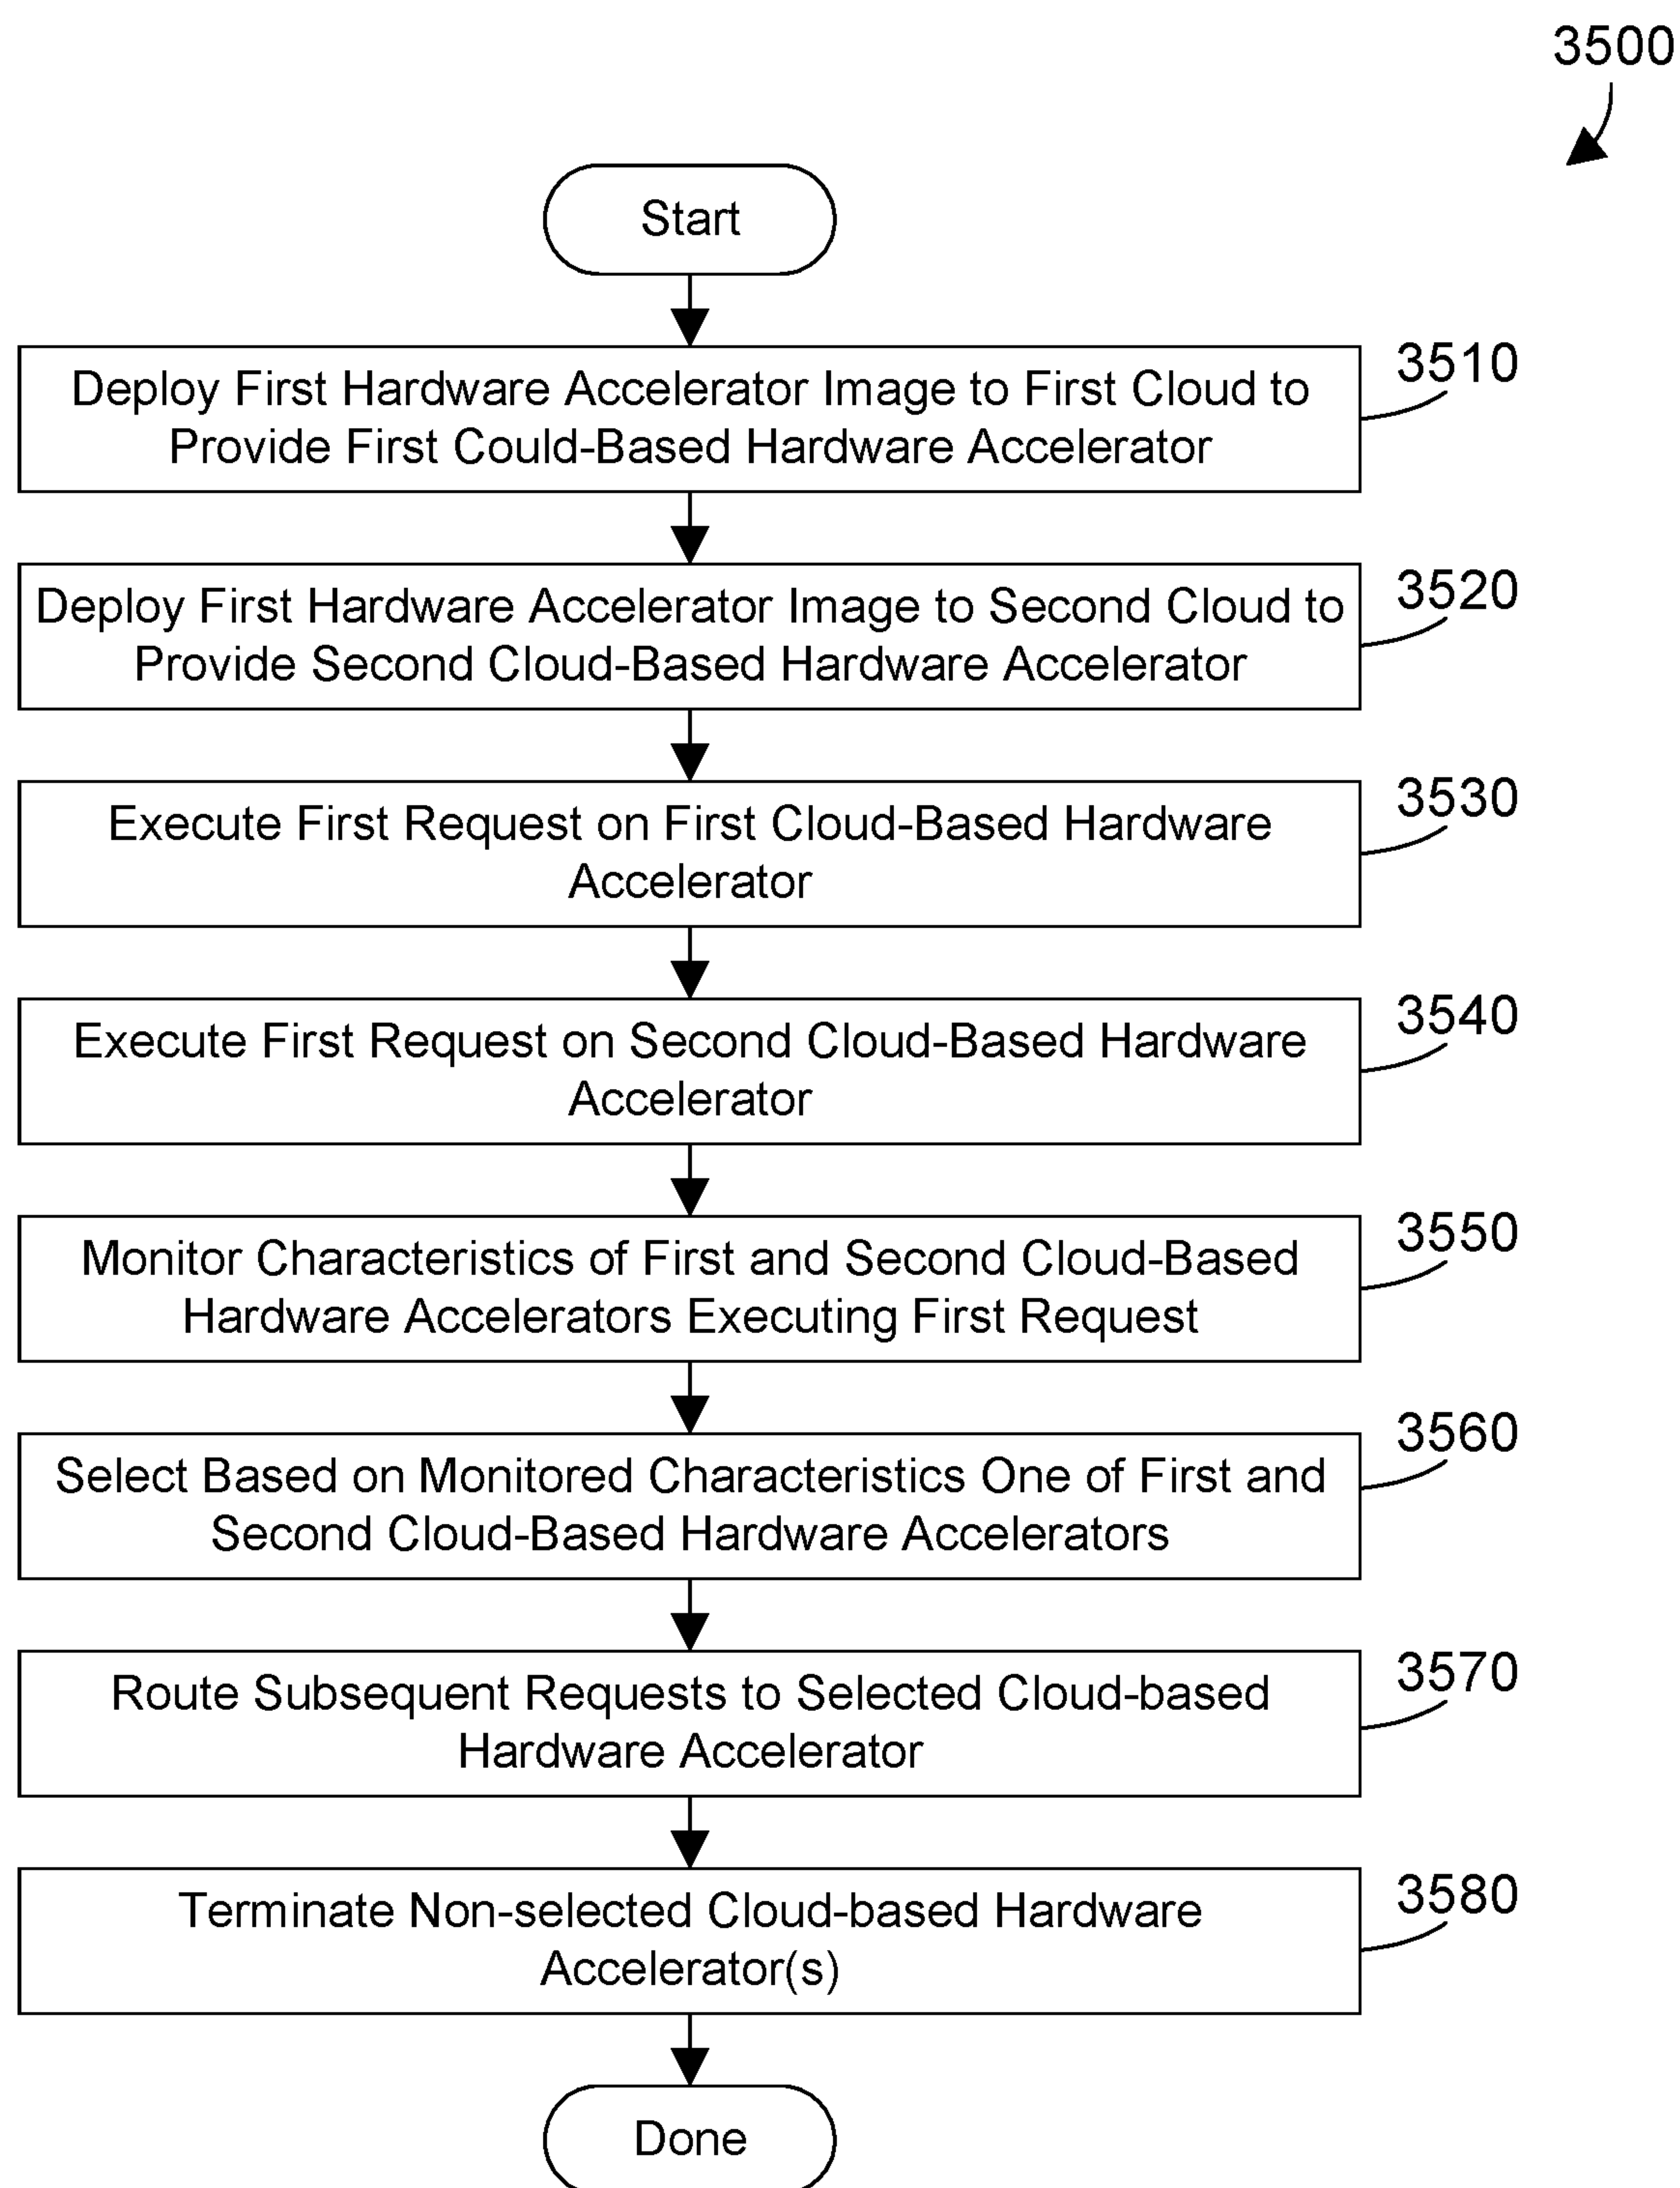 3500
Start
3510
Deploy First Hardware Accelerator Image to First Cloud to
Provide First Could-Based Hardware Accelerator
3520
Deploy First Hardware Accelerator Image to Second Cloud to
Provide Second Cloud-Based Hardware Accelerator
3530
Execute First Request on First Cloud-Based Hardware
Accelerator
3540
Execute First Request on Second Cloud-Based Hardware
Accelerator
3550
Monitor Characteristics of First and Second Cloud-Based
Hardware Accelerators Executing First Request
3560
Select Based on Monitored Characteristics One of First and
Second Cloud-Based Hardware Accelerators
3570
Route Subsequent Requests to Selected Cloud-based
Hardware Accelerator
3580
Terminate Non-selected Cloud-based Hardware
Accelerator(s)
Done